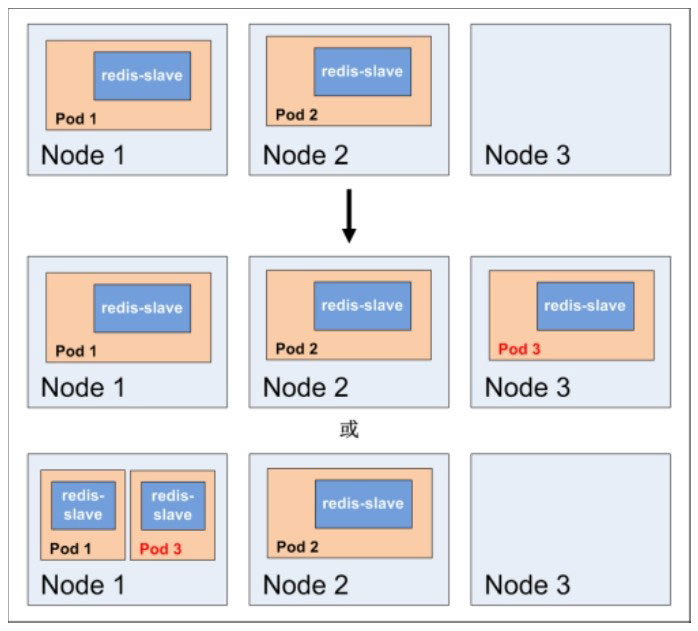 redis-slave
Pod 1
Node 1
redis-slave
Pod 2
Node 2
Node 3
redis-slave
Pod 1
Node 1
redis-slave
Pod 2
Node 2
redis-slave
Pod 3
Node 3
或
redis-
slave
Pod 1
redis-
slave
Pod 3
Node 1
redis-slave
Pod 2
Node 2
Node 3